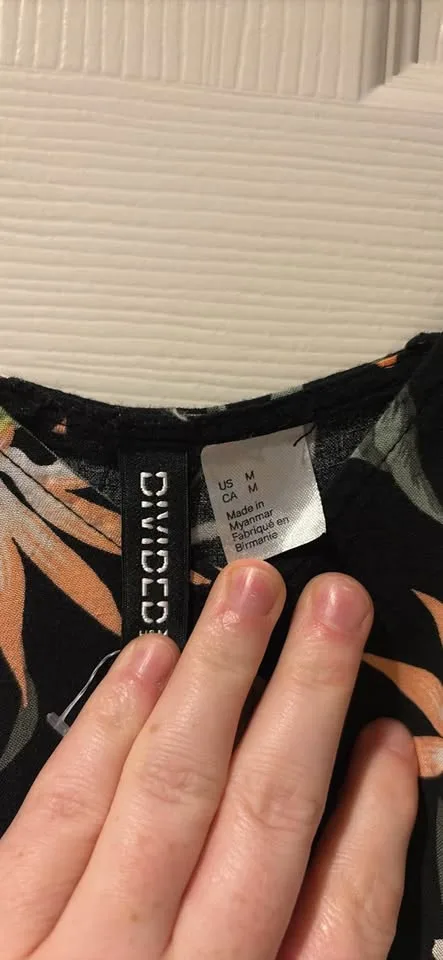 DIVIDED
US M
CA M
Made in
Myanmar
Fabriqué en
Birmanie